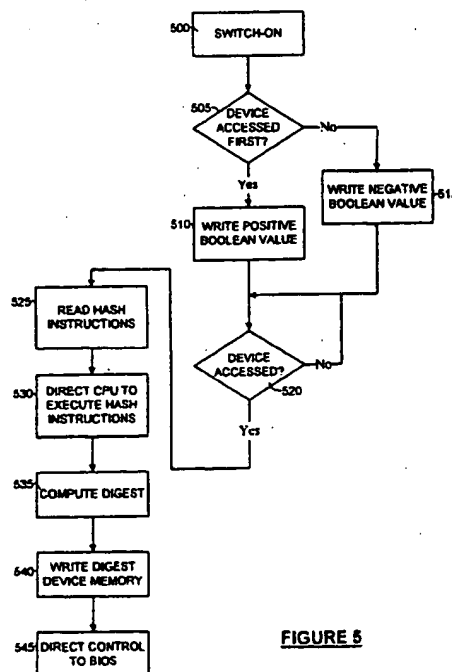 500
SWITCH-ON
505
DEVICE
ACCESSED
FIRST?
No
Yes
WRITE NEGATIVE
BOOLEAN VALUE
51
510
WRITE POSITIVE
BOOLEAN VALUE
525
READ HASH
INSTRUCTIONS
DEVICE
ACCESSED?
No
520
Yes
530
DIRECT CPU TO
EXECUTE HASH
INSTRUCTIONS
535
COMPUTE DIGEST
540
WRITE DIGEST
DEVICE MEMORY
545
DIRECT CONTROL
TO BIOS
FIGURE 5